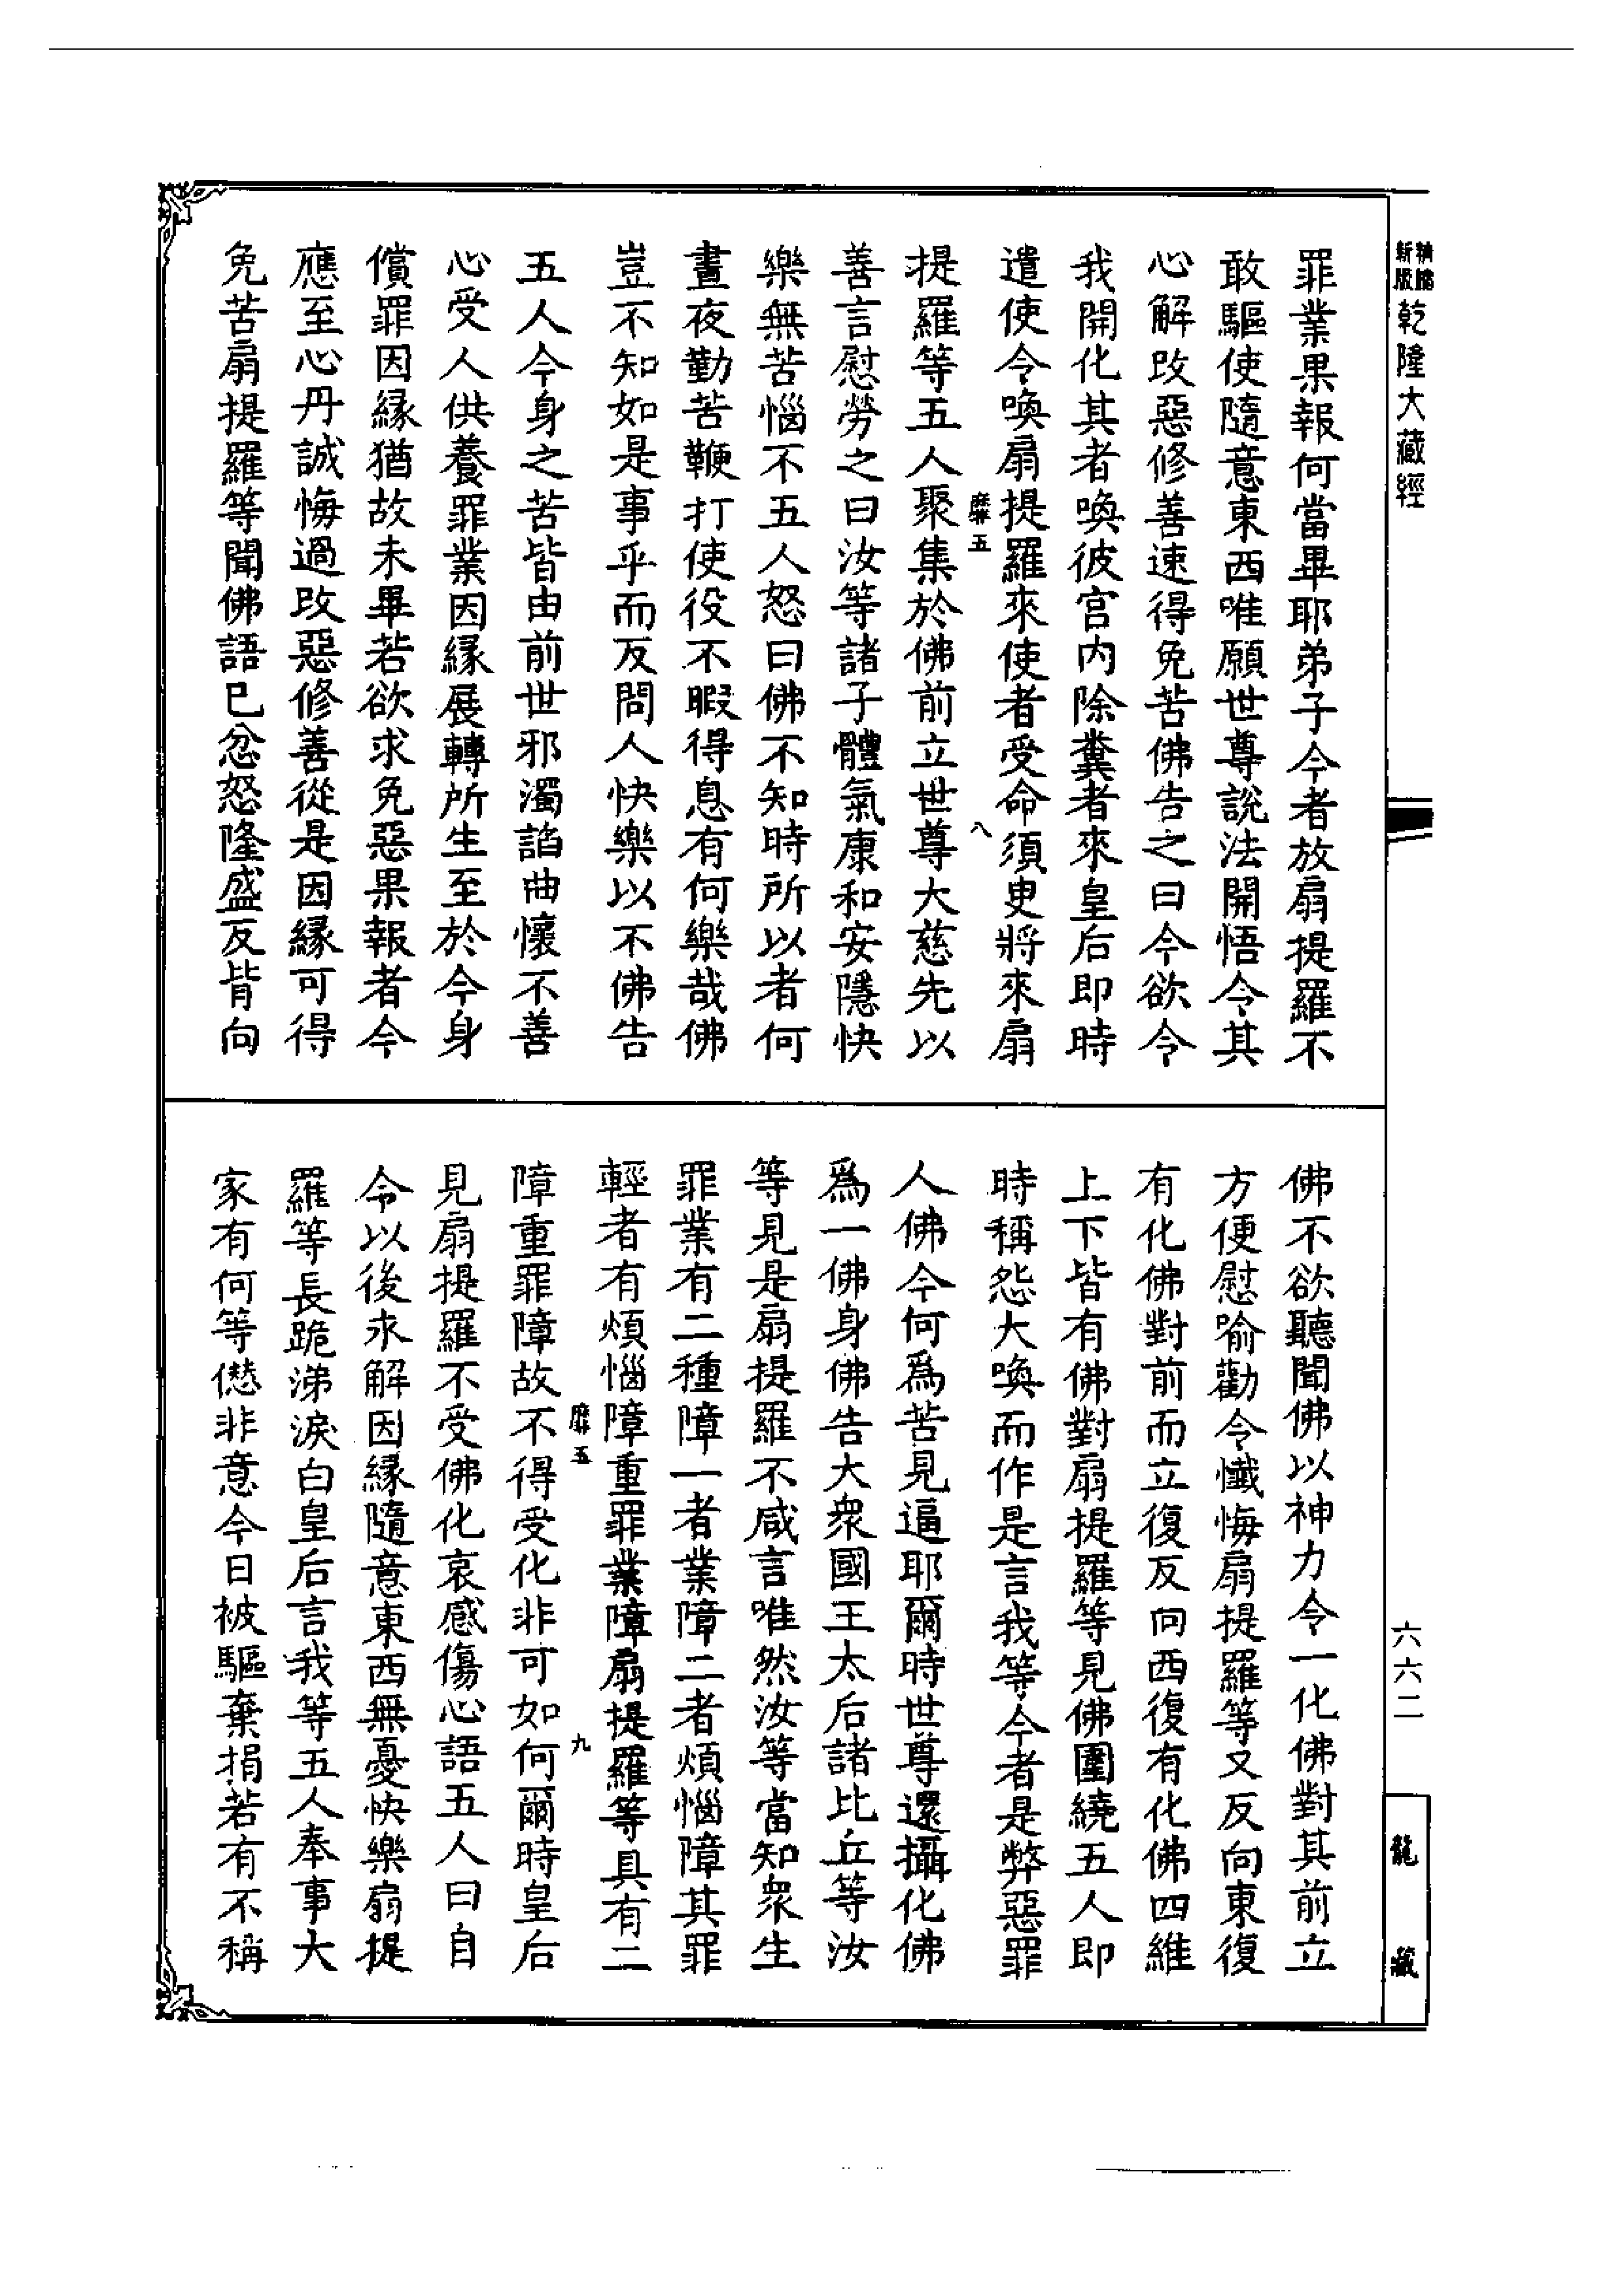 新版
精縮
乾隆大藏經
六六二
龍藏
罪業果報何當畢耶弟子今者放扇提羅不
敢驅使隨意東西唯願世尊說法開悟令其
心解改惡修善速得免苦佛告之曰今欲令
我開化其者喚彼宮内除糞者來皇后即時
遣使令喚扇提羅來使者受命須臾將來扇
靡五
八
提羅等五人聚集於佛前立世尊大慈先以
善言慰勞之曰汝等諸子體氣康和安隱快
樂無苦惱不五人怒曰佛不知時所以者何
晝夜勤苦鞭打使役不暇得息有何樂哉佛
豈不知如是事乎而反問人快樂以不佛告
五人今身之苦皆由前世邪濁諂曲懷不善
心受人供養罪業因緣展轉所生至於今身
償罪因緣猶故未畢若欲求免惡果報者今
應至心丹誠悔過改惡修善從是因緣可得
免苦扇提羅等聞佛語已忿怒隆盛反背向
佛不欲聽聞佛以神力令一化佛對其前立
方便慰喻勸令懺悔扇提羅等又反向東復
有化佛對前而立復反向西復有化佛四維
上下皆有佛對扇提羅等見佛圍繞五人即
時稱怨大喚而作是言我等今者是弊惡罪
人佛今何爲苦見逼耶爾時世尊還攝化佛
爲一佛身佛告大衆國王太后諸比丘等汝
等見是扇提羅不咸言唯然汝等當知衆生
罪業有二種障一者業障二者煩惱障其罪
輕者有煩惱障重罪業障扇提羅等具有二
靡五
九
障重罪障故不得受化非可如何爾時皇后
見扇提羅不受佛化哀感傷心語五人曰自
今以後永解因緣隨意東西無憂快樂扇提
羅等長跪涕淚白皇后言我等五人奉事大
家有何等僁非意今日被驅棄捐若有不稱